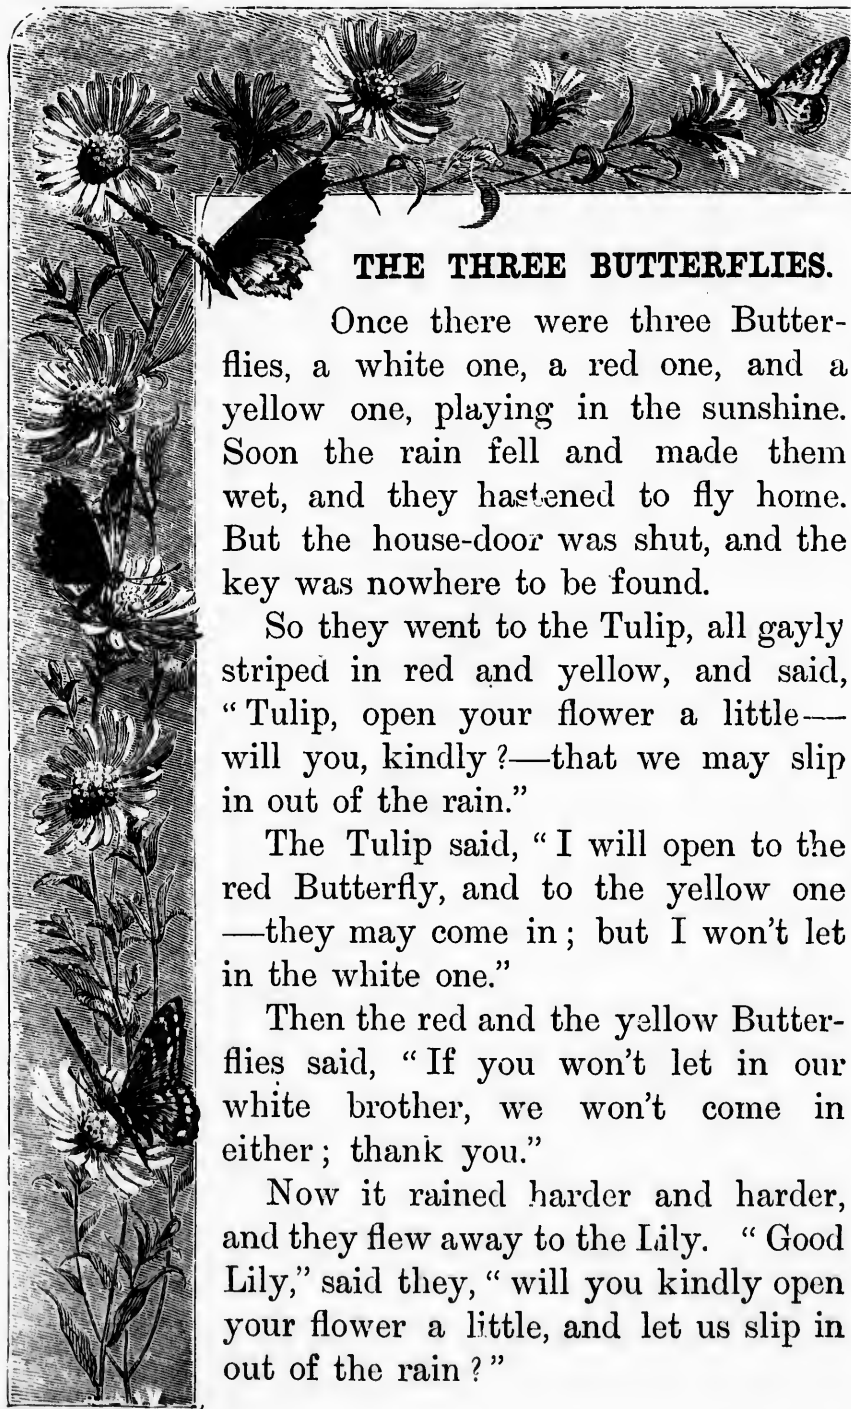 THE THREE BUTTERFLIES.
Once there were three Butter-
flies, a white one, a red one, and a
yellow one, playing in the sunshine.
Soon the rain fell and made them
wet, and they hastened to fly home.
But the house-door was shut, and the
key was nowhere to be found.
So they went to the Tulip, all gayly
striped in red and yellow, and said,
“Tulip, open your flower a little—
will you, kindly?—that we may slip
in out of the rain.”
The Tulip said, “I will open to the
red Butterfly, and to the yellow one
—they may come in; but I won’t let
in the white one.”
Then the red and the yellow Butter-
flies said, “If you won’t let in our
white brother, we won’t come in
either; thank you.”
Now it rained harder and harder,
and they flew away to the Lily. “Good
Lily,” said they, “will you kindly open
your flower a little, and let us slip in
out of the rain?”